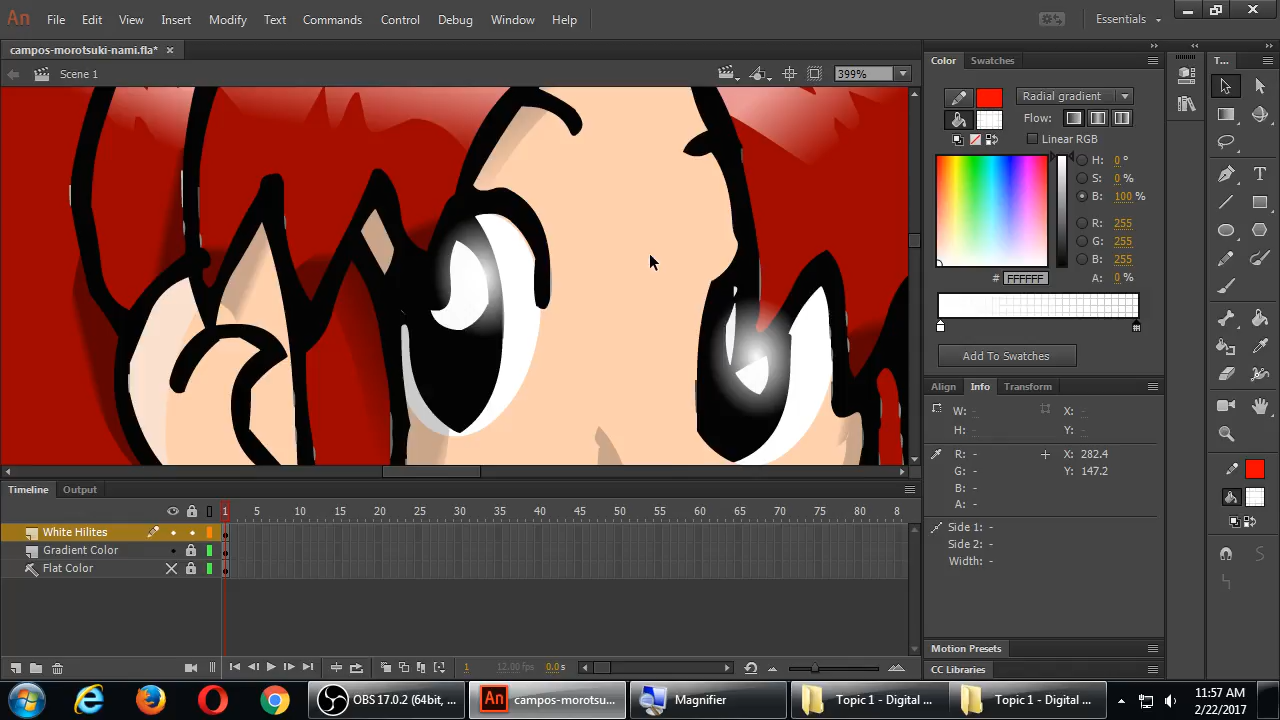 An File Edit View Insert Modify Text Commands Control Debug Window Help Essentials
campos-morotsuki-nami.fla* ×
Scene 1 399%
Color Swatches
Radial gradient
Flow:
Linear RGB
H: 0 °
S: 0 %
B: 100 %
R: 255
G: 255
B: 255
# FFFFFF A: 0 %
Add To Swatches
Align Info Transform
W: - X: -
H: - Y: -
R: - X: 282.4
G: - Y: 147.2
B: -
A: -
Side 1: -
Side 2: -
Width: -
Motion Presets
CC Libraries
T...
Timeline Output
1 5 10 15 20 25 30 35 40 45 50 55 60 65 70 75 80 8
White Hilites
Gradient Color
Flat Color
1 12.00 fps 0.0 s
OBS 17.0.2 (64bit, ...
An campos-morotsu...
Magnifier
Topic 1 - Digital ...
Topic 1 - Digital ...
11:57 AM
2/22/2017